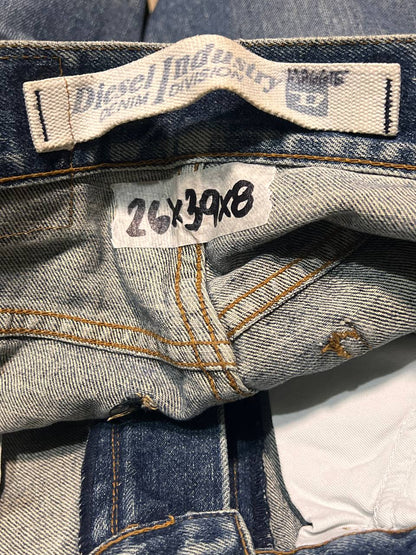 Diesel Industry
DENIM DIVISION
26x39x8